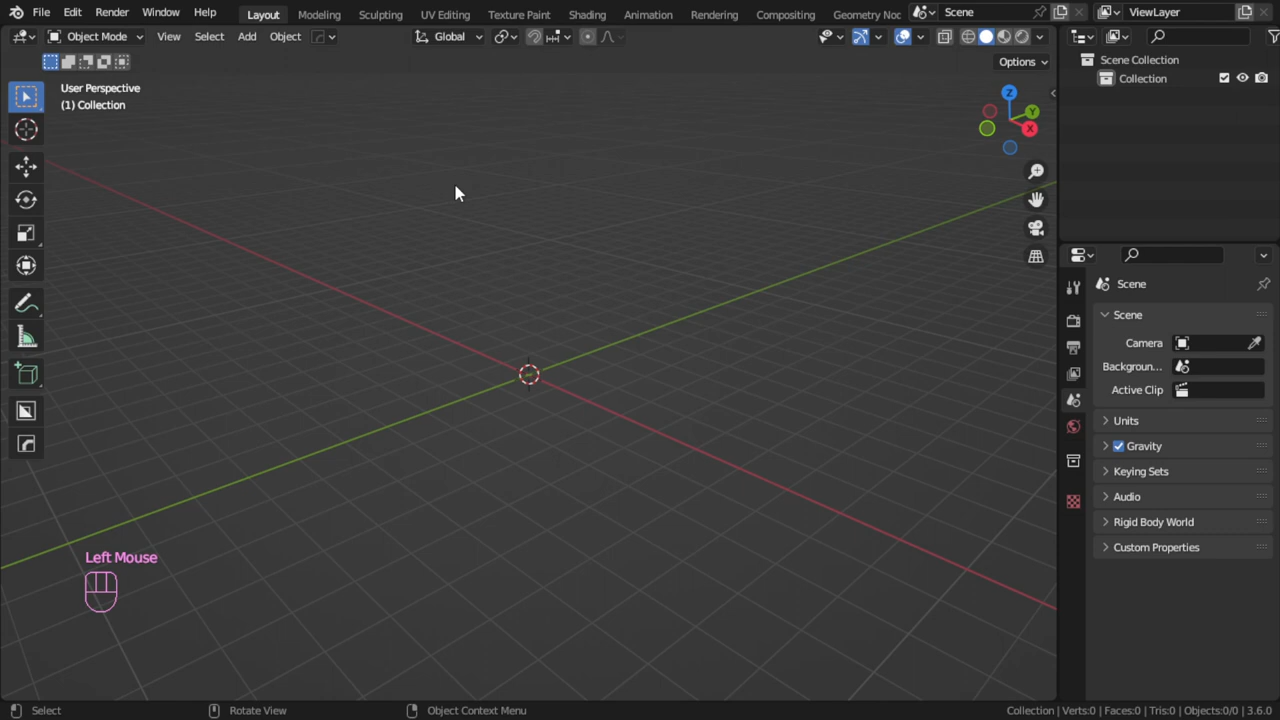 File Edit Render Window Help Layout Modeling Sculpting UV Editing Texture Paint Shading Animation Rendering Compositing Geometry Noc Scene ViewLayer
Object Mode View Select Add Object Global
Options
User Perspective
(1) Collection
Z
Y
X
Scene Collection
Collection
Scene
Scene
Camera
Backgroun...
Active Clip
Units
Gravity
Keying Sets
Audio
Rigid Body World
Custom Properties
Left Mouse
Select Rotate View Object Context Menu Collection | Verts:0 | Faces:0 | Tris:0 | Objects:0/0 | 3.6.0